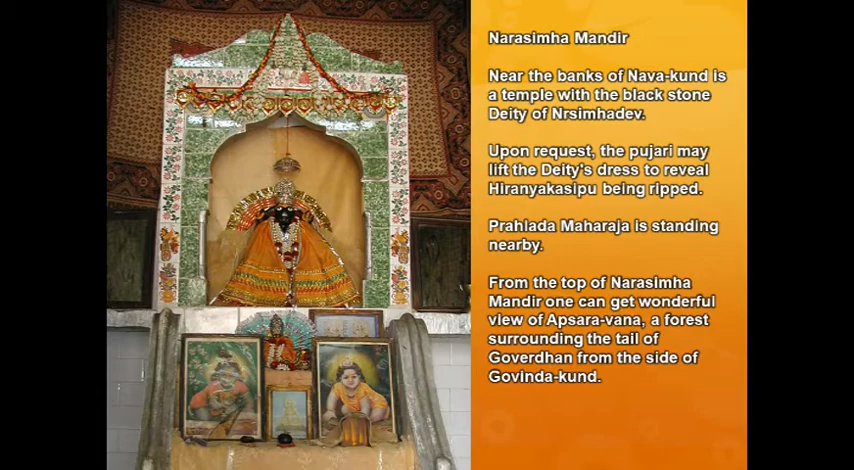 Narasimha Mandir
Near the banks of Nava-kund is
a temple with the black stone
Deity of Nrsimhadev.
Upon request, the pujari may
lift the Deity's dress to reveal
Hiranyakasipu being ripped.
Prahlada Maharaja is standing
nearby.
From the top of Narasimha
Mandir one can get wonderful
view of Apsara-vana, a forest
surrounding the tail of
Goverdhan from the side of
Govinda-kund.